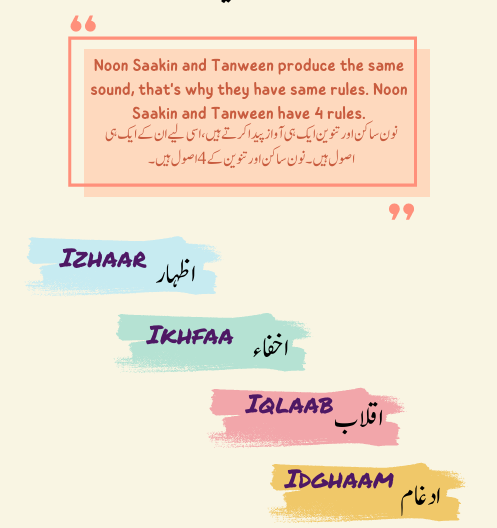 Noon Saakin and Tanween produce the same
sound, that's why they have same rules. Noon
Saakin and Tanween have 4 rules.
نون ساکن اور تنوین ایک ہی آواز پیدا کرتے ہیں، اسی لیے ان کے ایک ہی
اصول ہیں۔ نون ساکن اور تنوین کے 4 اصول ہیں۔
Izhaar اظہار
Ikhfaa اخفاء
Iqlaab اقلاب
Idghaam ادغام